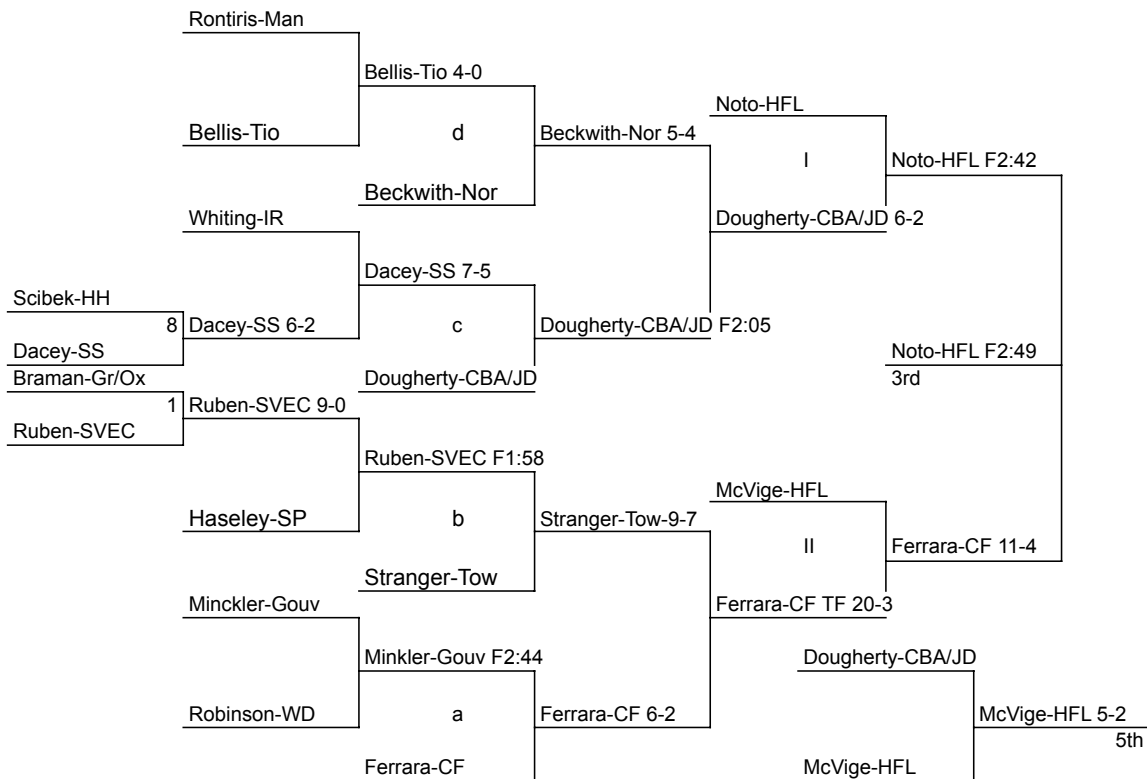 Rontiris-Man
Bellis-Tio 4-0
Noto-HFL
Bellis-Tio
d
Beckwith-Nor 5-4
I
Noto-HFL F2:42
Beckwith-Nor
Whiting-IR
Dougherty-CBA/JD 6-2
Dacey-SS 7-5
Scibek-HH
8
Dacey-SS 6-2
c
Dougherty-CBA/JD F2:05
Dacey-SS
Noto-HFL F2:49
3rd
Braman-Gr/Ox
Dougherty-CBA/JD
1
Ruben-SVEC 9-0
Ruben-SVEC
Ruben-SVEC F1:58
McVige-HFL
Haseley-SP
b
Stranger-Tow-9-7
II
Ferrara-CF 11-4
Stranger-Tow
Minckler-Gouv
Ferrara-CF TF 20-3
Minkler-Gouv F2:44
Dougherty-CBA/JD
Robinson-WD
a
Ferrara-CF 6-2
McVige-HFL 5-2
5th
Ferrara-CF
McVige-HFL